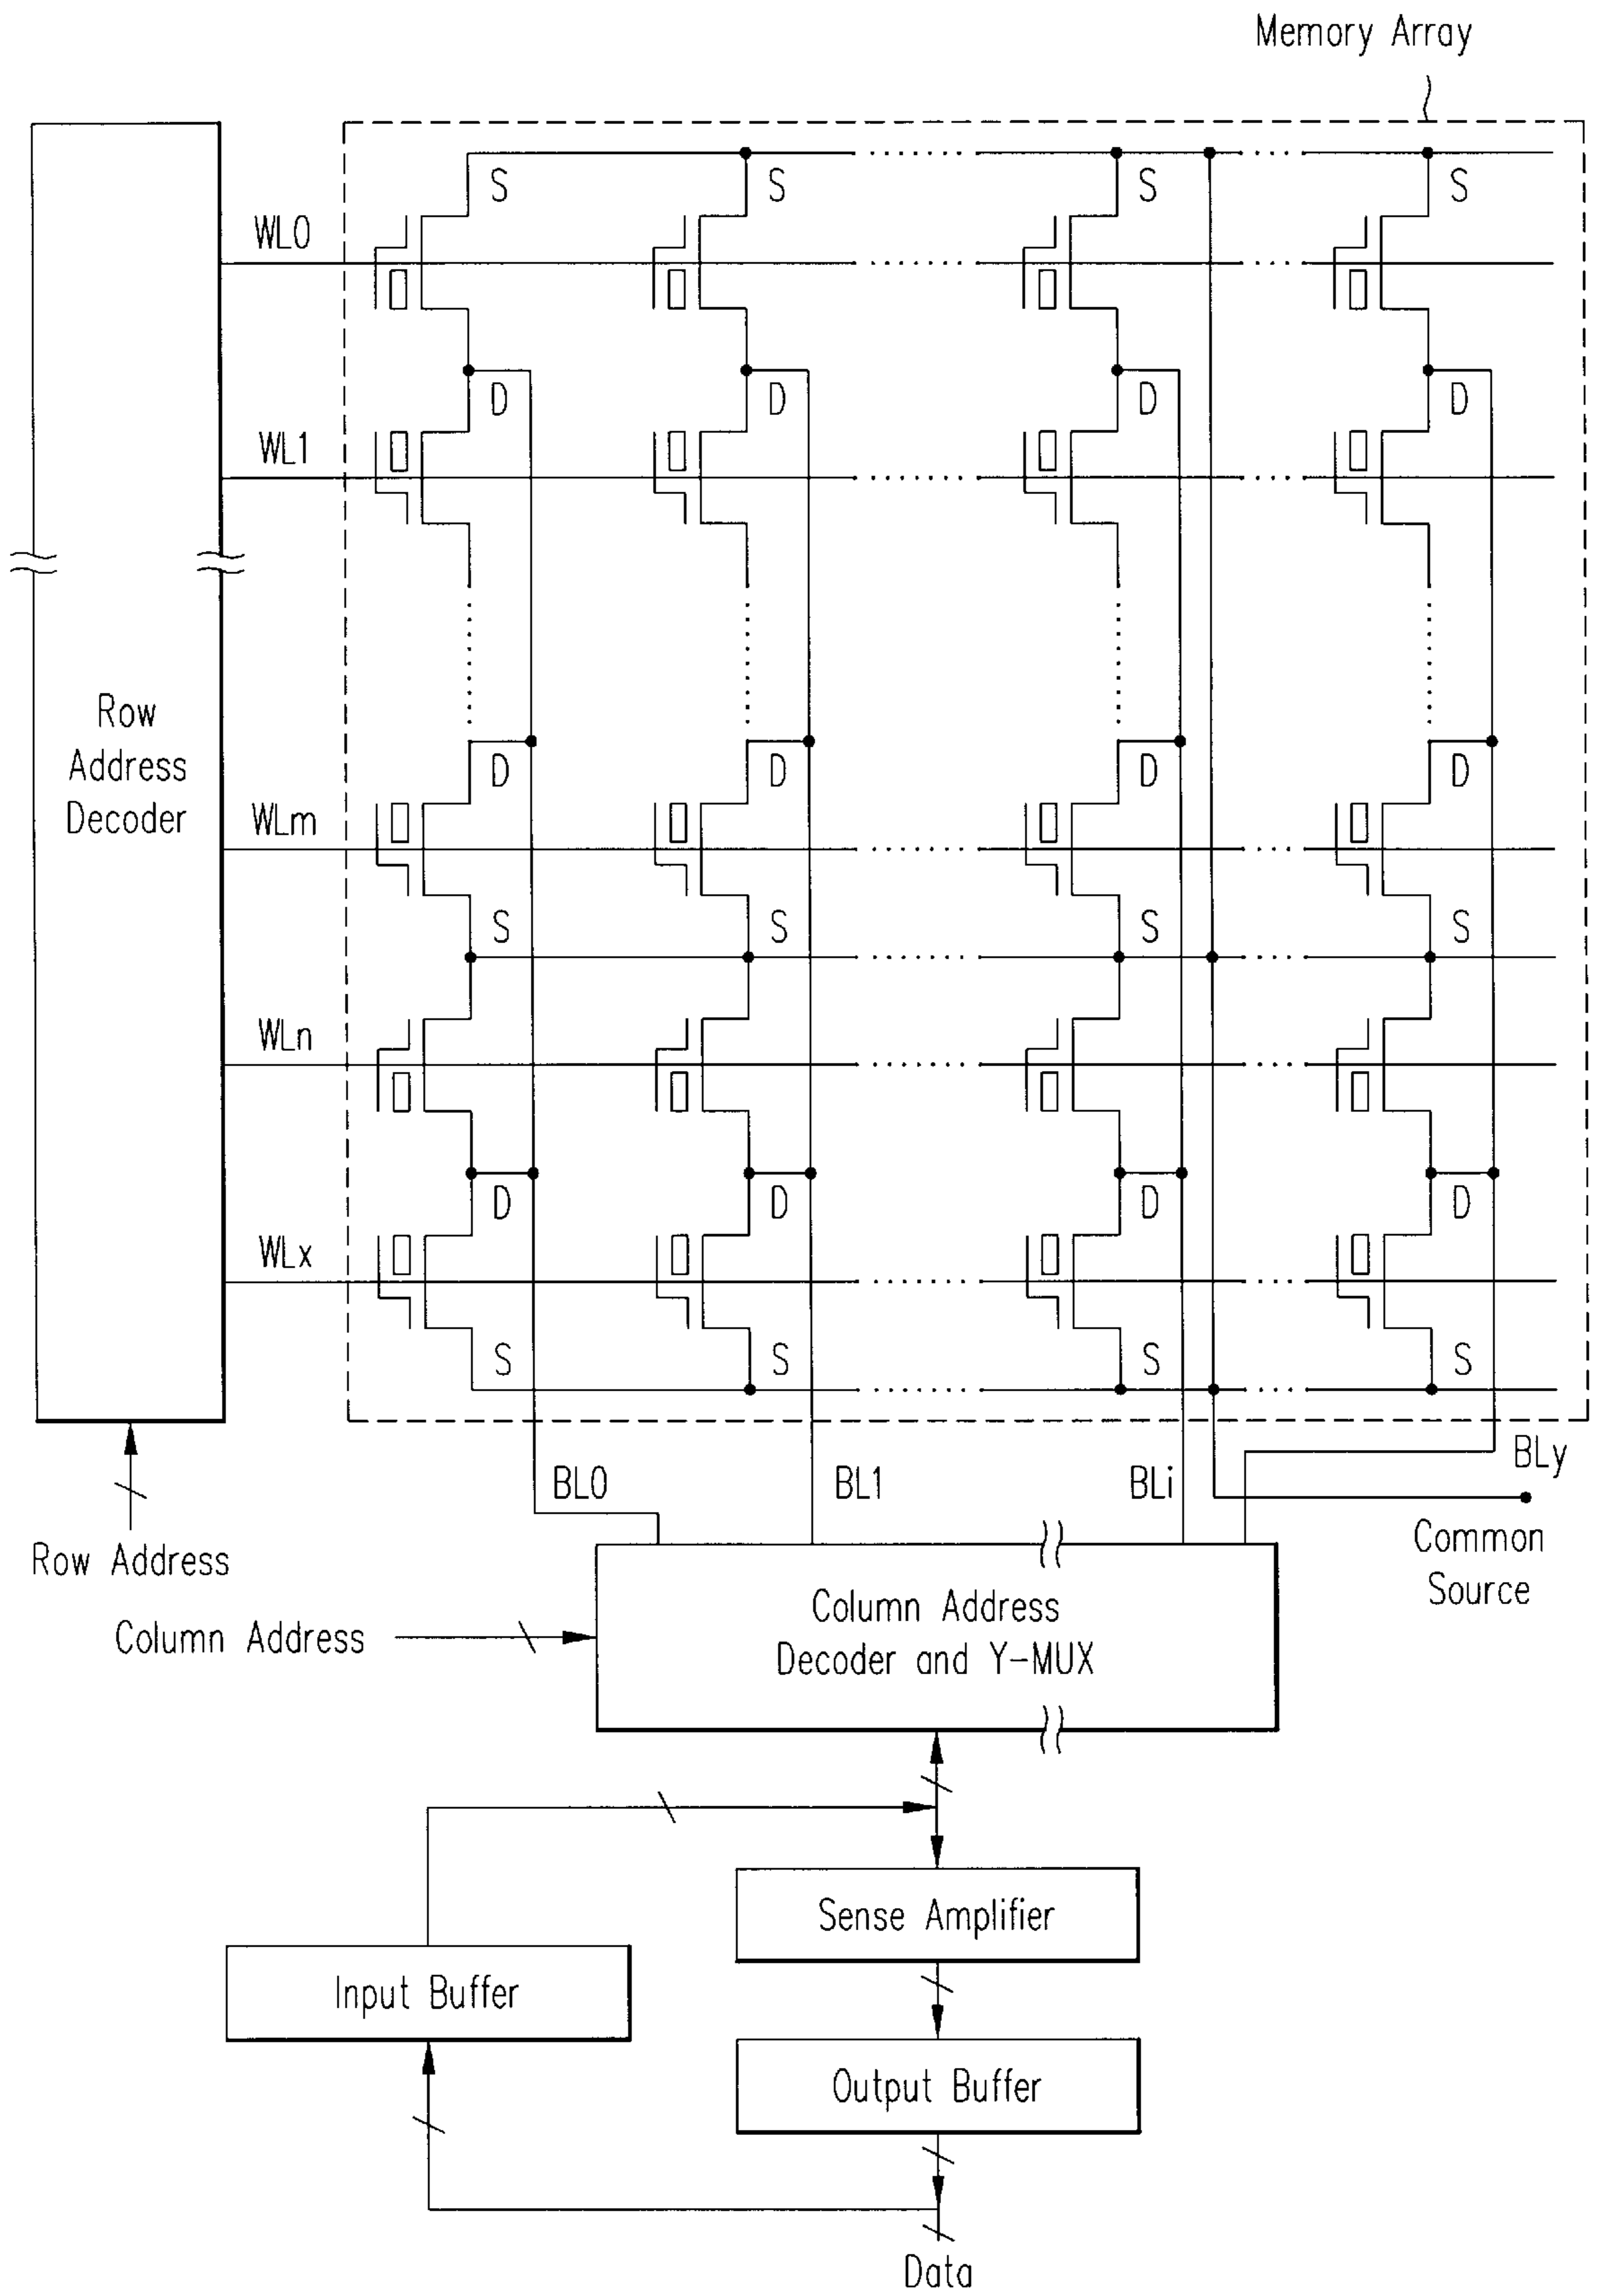 Memory Array
S S S S
WL0
D D D D
WL1
Row
Address
Decoder
D D D D
WLm
S S S S
WLn
D D D D
WLx
S S S S
BL0 BL1 BLi BLy
Common
Source
Row Address
Column Address
Column Address
Decoder and Y-MUX
Sense Amplifier
Input Buffer
Output Buffer
Data